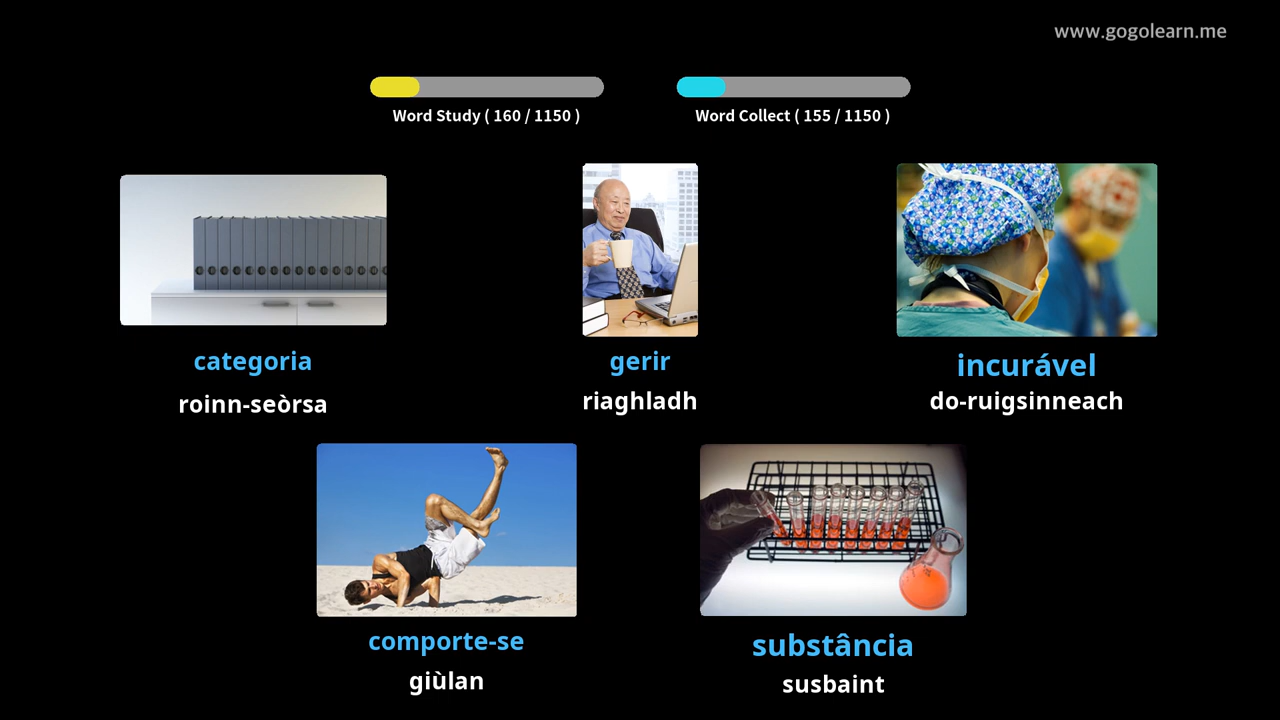 www.gogolearn.me
Word Study ( 160 / 1150 )
Word Collect ( 155 / 1150 )
categoria
roinn-seòrsa
gerir
riaghladh
incurável
do-ruigsinneach
comporte-se
giùlan
substância
susbaint